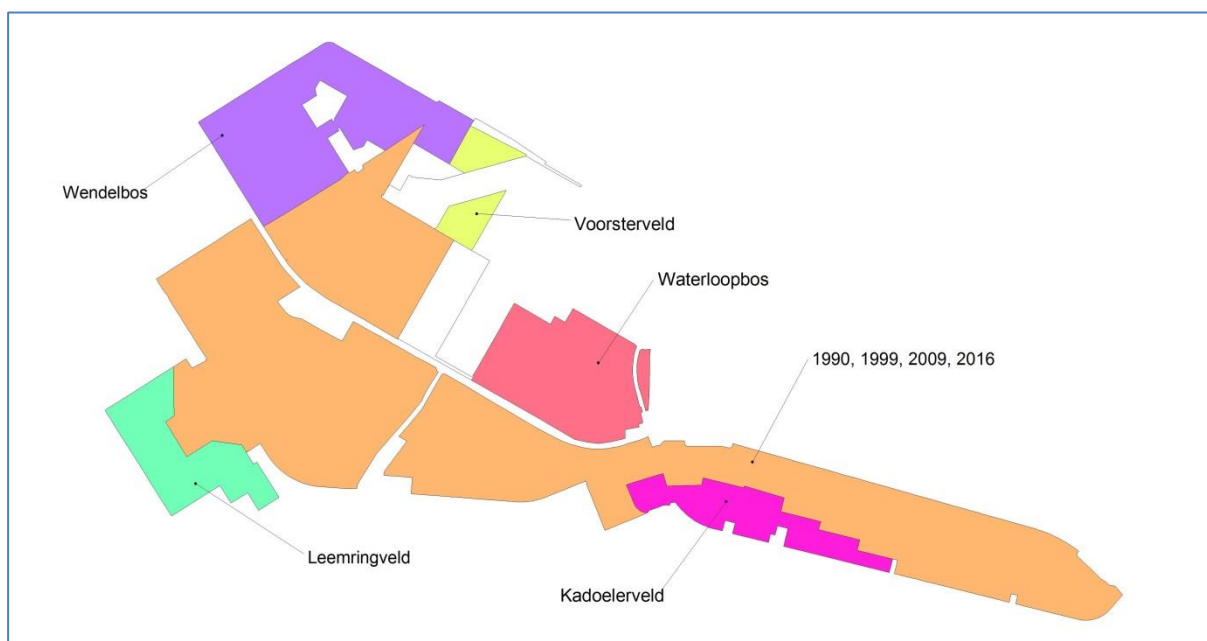 Wendelbos
Voorsterveld
Waterloopbos
1990, 1999, 2009, 2016
Leemringveld
Kadoelerveld